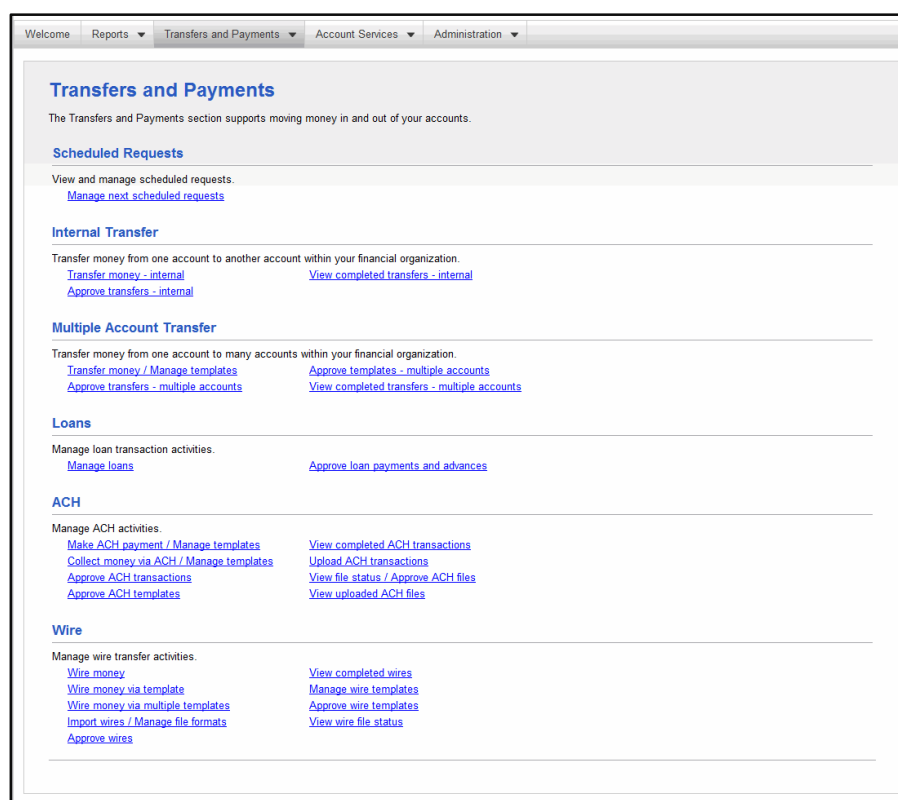 Welcome Reports Transfers and Payments Account Services Administration
Transfers and Payments
The Transfers and Payments section supports moving money in and out of your accounts.
Scheduled Requests
View and manage scheduled requests.
Manage next scheduled requests
Internal Transfer
Transfer money from one account to another account within your financial organization.
Transfer money - internal View completed transfers - internal
Approve transfers - internal
Multiple Account Transfer
Transfer money from one account to many accounts within your financial organization.
Transfer money / Manage templates Approve templates - multiple accounts
Approve transfers - multiple accounts View completed transfers - multiple accounts
Loans
Manage loan transaction activities.
Manage loans Approve loan payments and advances
ACH
Manage ACH activities.
Make ACH payment / Manage templates View completed ACH transactions
Collect money via ACH / Manage templates Upload ACH transactions
Approve ACH transactions View file status / Approve ACH files
Approve ACH templates View uploaded ACH files
Wire
Manage wire transfer activities.
Wire money View completed wires
Wire money via template Manage wire templates
Wire money via multiple templates Approve wire templates
Import wires / Manage file formats View wire file status
Approve wires